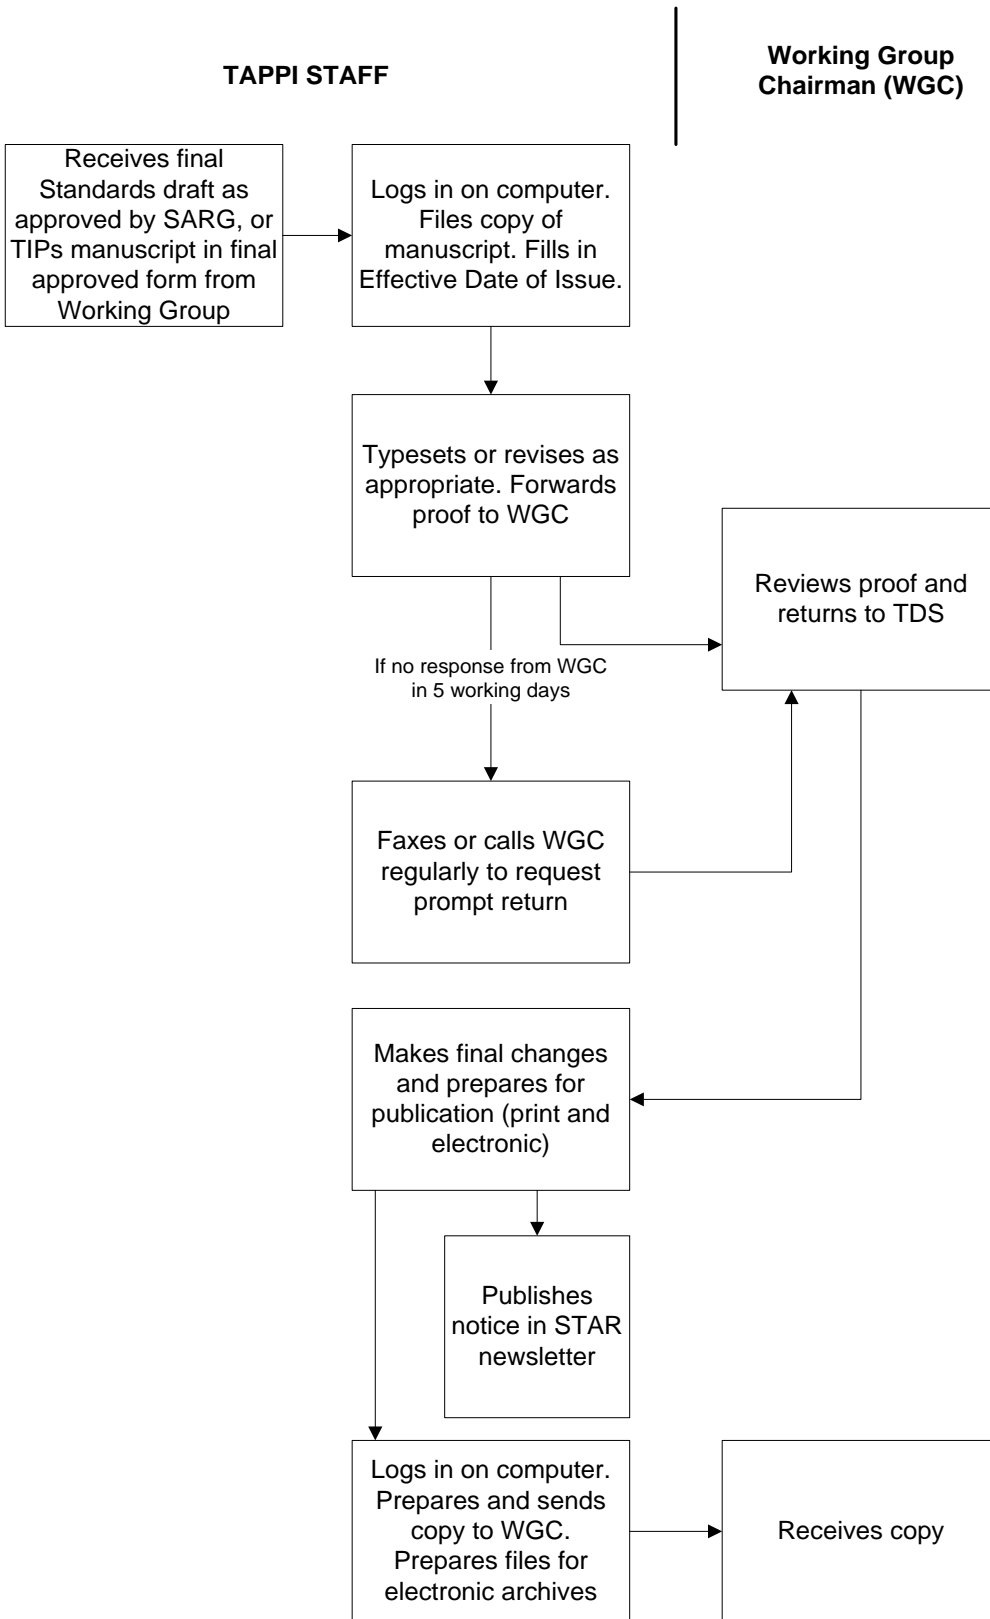 TAPPI STAFF
Working Group
Chairman (WGC)
Receives final
Standards draft as
approved by SARG, or
TIPs manuscript in final
approved form from
Working Group
Logs in on computer.
Files copy of
manuscript. Fills in
Effective Date of Issue.
Typesets or revises as
appropriate. Forwards
proof to WGC
Reviews proof and
returns to TDS
If no response from WGC
in 5 working days
Faxes or calls WGC
regularly to request
prompt return
Makes final changes
and prepares for
publication (print and
electronic)
Publishes
notice in STAR
newsletter
Logs in on computer.
Prepares and sends
copy to WGC.
Prepares files for
electronic archives
Receives copy